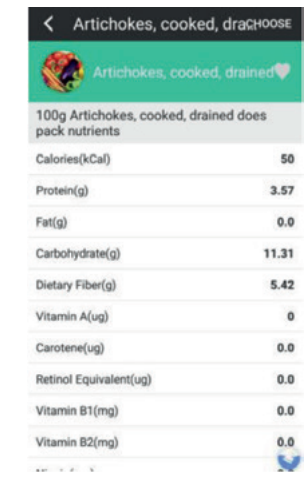 Artichokes, cooked, dra CHOOSE
Artichokes, cooked, drained
100g Artichokes, cooked, drained does
pack nutrients
Calories(kCal) 50
Protein(g) 3.57
Fat(g) 0.0
Carbohydrate(g) 11.31
Dietary Fiber(g) 5.42
Vitamin A(ug) 0
Carotene(ug) 0.0
Retinol Equivalent(ug) 0.0
Vitamin B1(mg) 0.0
Vitamin B2(mg) 0.0